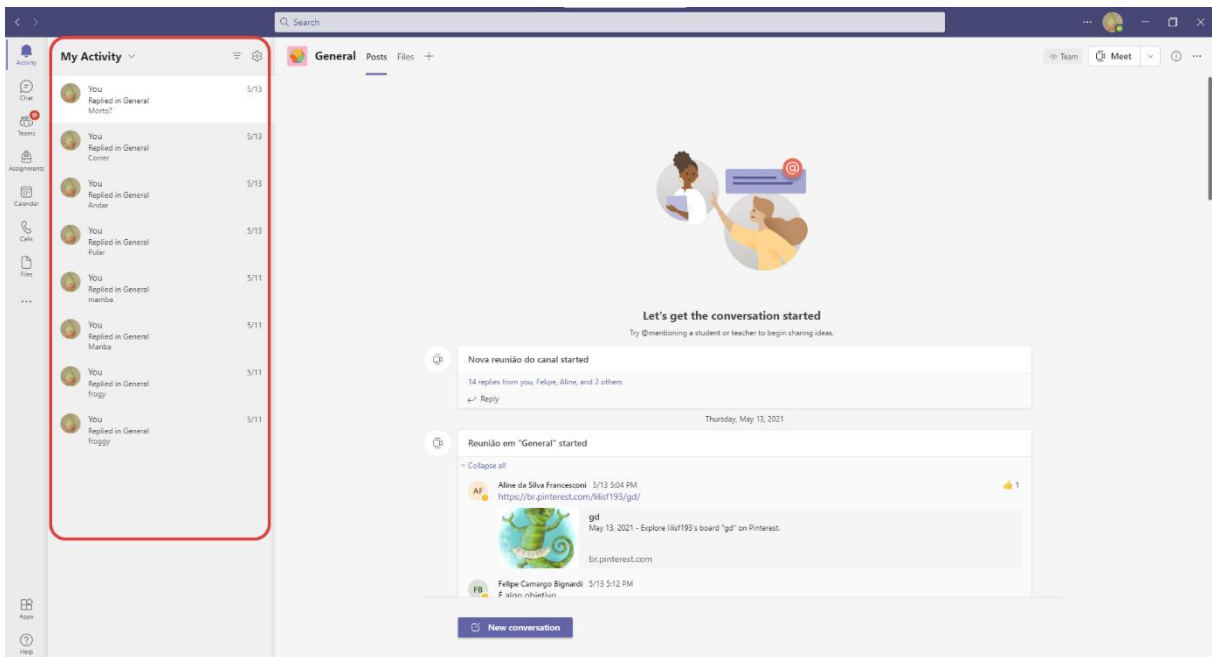 Search
Activity
Chat
Teams
Assignments
Calendar
Calls
Files
Apps
Help
My Activity
You 5/13
Replied in General
Morto?
You 5/13
Replied in General
Correr
You 5/13
Replied in General
Andar
You 5/13
Replied in General
Pular
You 5/11
Replied in General
mamba
You 5/11
Replied in General
Manba
You 5/11
Replied in General
frogy
You 5/11
Replied in General
froggy
General Posts Files + Team Meet
@
Let's get the conversation started
Try @mentioning a student or teacher to begin sharing ideas.
Nova reunião do canal started
14 replies from you, Felipe, Aline, and 2 others
Reply
Thursday, May 13, 2021
Reunião em "General" started
Collapse all
AF Aline da Silva Francesconi 5/13 5:04 PM 1
https://br.pinterest.com/lilisf193/gd/
gd
May 13, 2021 - Explore lilisf193's board "gd" on Pinterest.
br.pinterest.com
FB Felipe Camargo Bignardi 5/13 5:12 PM
É algo objetivo
New conversation